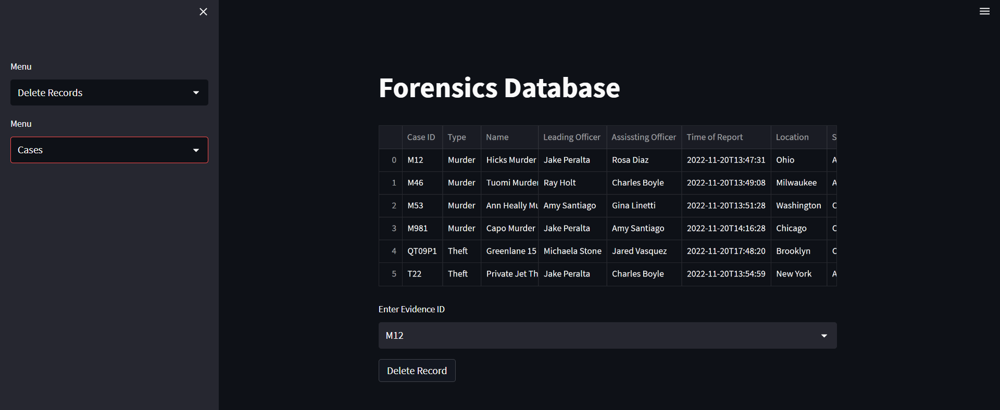 Menu
Delete Records
Menu
Cases
Forensics Database
Case ID Type Name Leading Officer Assissting Officer Time of Report Location S
0 M12 Murder Hicks Murder Jake Peralta Rosa Diaz 2022-11-20T13:47:31 Ohio A
1 M46 Murder Tuomi Murder Ray Holt Charles Boyle 2022-11-20T13:49:08 Milwaukee A
2 M53 Murder Ann Heally Mu Amy Santiago Gina Linetti 2022-11-20T13:51:28 Washington C
3 M981 Murder Capo Murder Jake Peralta Amy Santiago 2022-11-20T14:16:28 Chicago C
4 QT09P1 Theft Greenlane 15 Michaela Stone Jared Vasquez 2022-11-20T17:48:20 Brooklyn C
5 T22 Theft Private Jet Th Jake Peralta Charles Boyle 2022-11-20T13:54:59 New York A
Enter Evidence ID
M12
Delete Record